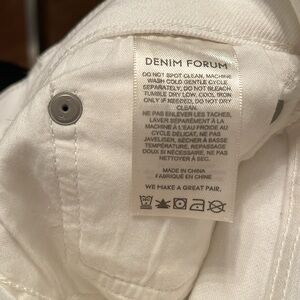 DENIM FORUM
DO NOT SPOT CLEAN, MACHINE
WASH COLD GENTLE CYCLE
SEPARATELY, DO NOT BLEACH,
TUMBLE DRY LOW, COOL IRON
ONLY IF NEEDED, DO NOT DRY
CLEAN.
NE PAS ENLEVER LES TACHES,
LAVER SÉPARÉMENT À LA
MACHINE À L'EAU FROIDE AU
CYCLE DÉLICAT, NE PAS
JAVELISER, SÉCHER À BASSE
TEMPÉRATURE, REPASSAGE
DOUX SI NÉCESSAIRE, NE PAS
NETTOYER À SEC.
MADE IN CHINA
FABRIQUÉ EN CHINE
WE MAKE A GREAT PAIR.